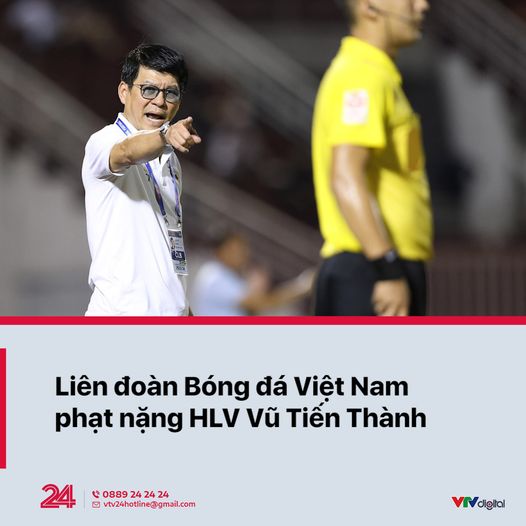 Liên đoàn Bóng đá Việt Nam
phạt nặng HLV Vũ Tiến Thành
24
0889 24 24 24
vtv24hotline@gmail.com
VTVdigital